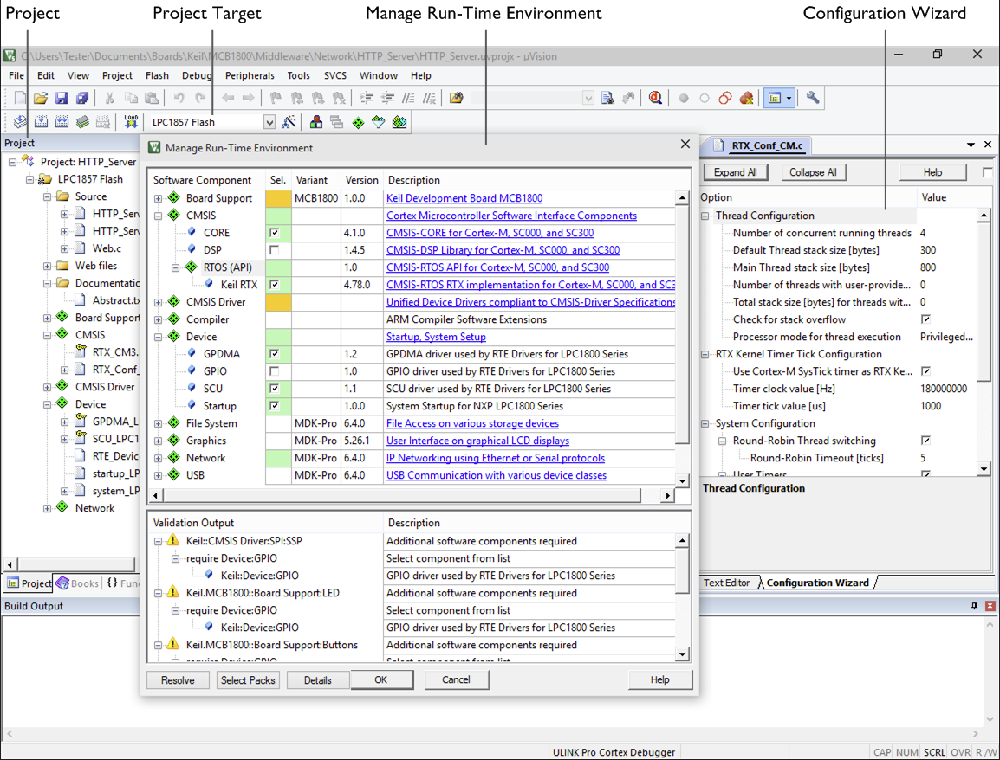 Project Project Target Manage Run-Time Environment Configuration Wizard
C:\Users\Tester\Documents\Boards\Keil\MCB1800\Middleware\Network\HTTP_Server\HTTP_Server.uvprojx - µVision
File Edit View Project Flash Debug Peripherals Tools SVCS Window Help
LOAD LPC1857 Flash
Project
Project: HTTP_Server
LPC1857 Flash
Source
HTTP_Serv
HTTP_Serv
Web.c
Web files
Documentatio
Abstract.tx
Board Support
CMSIS
RTX_CM3.
RTX_Conf_
CMSIS Driver
Device
GPDMA_L
SCU_LPC1
RTE_Device
startup_LP
system_LP
Network
Project Books {} Fun
Manage Run-Time Environment
Software Component Sel. Variant Version Description
Board Support MCB1800 1.0.0 Keil Development Board MCB1800
CMSIS Cortex Microcontroller Software Interface Components
CORE 4.1.0 CMSIS-CORE for Cortex-M, SC000, and SC300
DSP 1.4.5 CMSIS-DSP Library for Cortex-M, SC000, and SC300
RTOS (API) 1.0 CMSIS-RTOS API for Cortex-M, SC000, and SC300
Keil RTX 4.78.0 CMSIS-RTOS RTX implementation for Cortex-M, SC000, and SC3
CMSIS Driver Unified Device Drivers compliant to CMSIS-Driver Specifications
Compiler ARM Compiler Software Extensions
Device Startup, System Setup
GPDMA 1.2 GPDMA driver used by RTE Drivers for LPC1800 Series
GPIO 1.0 GPIO driver used by RTE Drivers for LPC1800 Series
SCU 1.1 SCU driver used by RTE Drivers for LPC1800 Series
Startup 1.0.0 System Startup for NXP LPC1800 Series
File System MDK-Pro 6.4.0 File Access on various storage devices
Graphics MDK-Pro 5.26.1 User Interface on graphical LCD displays
Network MDK-Pro 6.4.0 IP Networking using Ethernet or Serial protocols
USB MDK-Pro 6.4.0 USB Communication with various device classes
Validation Output Description
Keil::CMSIS Driver:SPI:SSP Additional software components required
require Device:GPIO Select component from list
Keil::Device:GPIO GPIO driver used by RTE Drivers for LPC1800 Series
Keil.MCB1800::Board Support:LED Additional software components required
require Device:GPIO Select component from list
Keil::Device:GPIO GPIO driver used by RTE Drivers for LPC1800 Series
Keil.MCB1800::Board Support:Buttons Additional software components required
require Device:GPIO Select component from list
Resolve Select Packs Details OK Cancel Help
RTX_Conf_CM.c
Expand All Collapse All Help
Option Value
Thread Configuration
Number of concurrent running threads 4
Default Thread stack size [bytes] 300
Main Thread stack size [bytes] 800
Number of threads with user-provide... 0
Total stack size [bytes] for threads wit... 0
Check for stack overflow
Processor mode for thread execution Privileged...
RTX Kernel Timer Tick Configuration
Use Cortex-M SysTick timer as RTX Ke...
Timer clock value [Hz] 180000000
Timer tick value [us] 1000
System Configuration
Round-Robin Thread switching
Round-Robin Timeout [ticks] 5
User Timers
Thread Configuration
Text Editor Configuration Wizard
Build Output
ULINK Pro Cortex Debugger CAP NUM SCRL OVR R/W